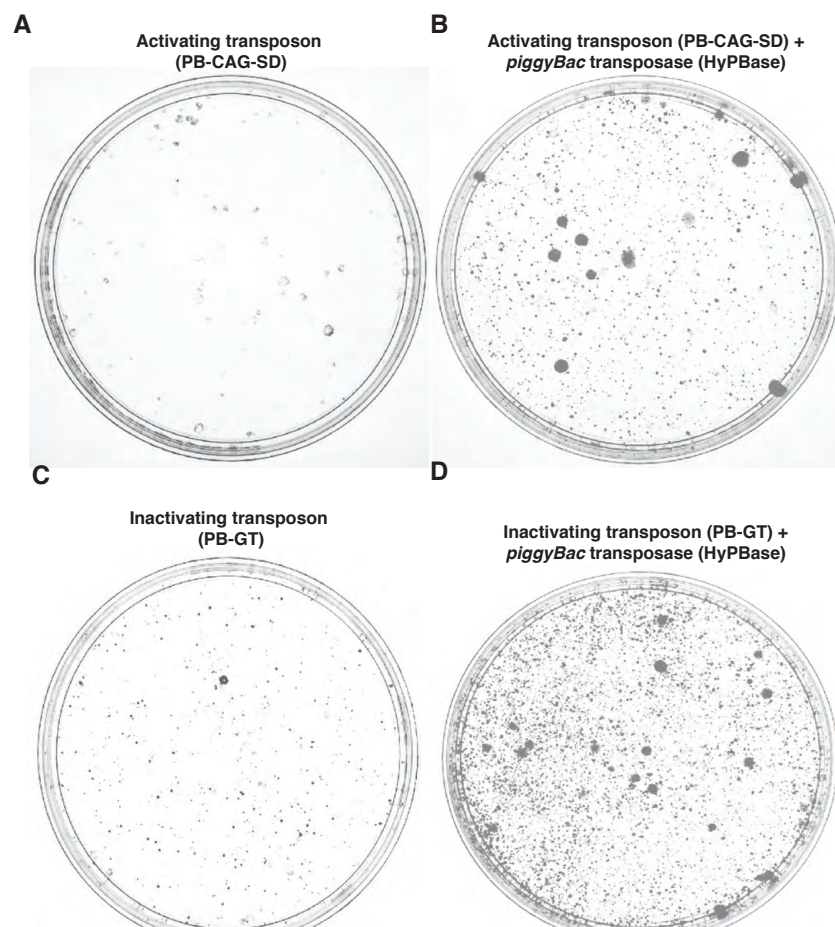 A
Activating transposon
(PB-CAG-SD)
B
Activating transposon (PB-CAG-SD) +
piggyBac transposase (HyPBase)
C
Inactivating transposon
(PB-GT)
D
Inactivating transposon (PB-GT) +
piggyBac transposase (HyPBase)